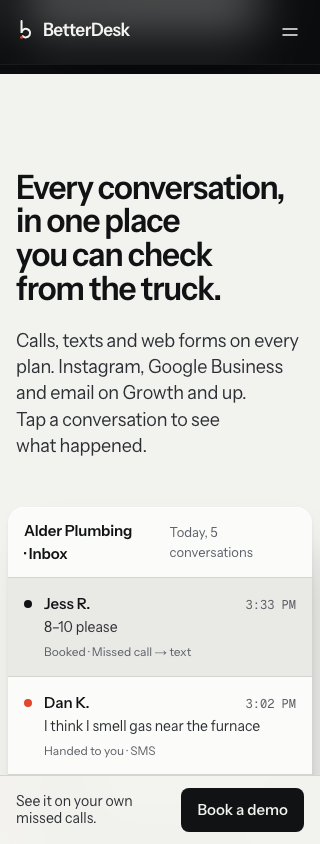 BetterDesk
Every conversation,
in one place
you can check
from the truck.
Calls, texts and web forms on every
plan. Instagram, Google Business
and email on Growth and up.
Tap a conversation to see
what happened.
Alder Plumbing
· Inbox
Today, 5
conversations
Jess R. 3:33 PM
8–10 please
Booked · Missed call → text
Dan K. 3:02 PM
I think I smell gas near the furnace
Handed to you · SMS
See it on your own
missed calls.
Book a demo